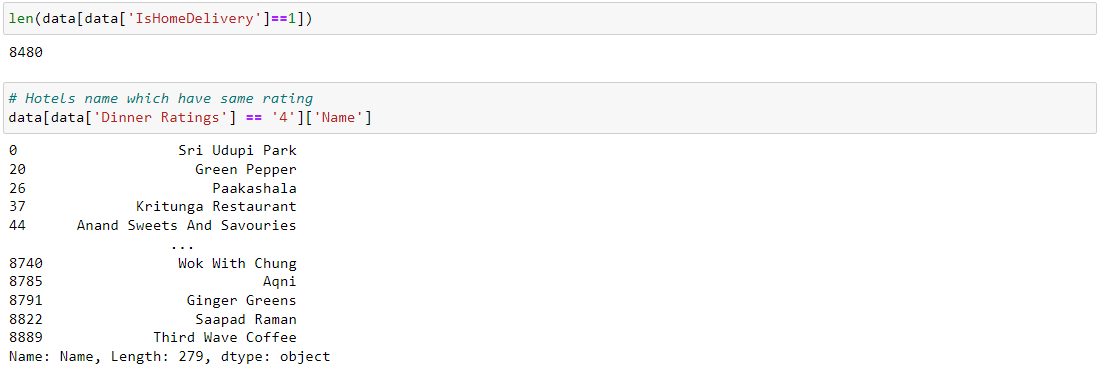 len(data[data['IsHomeDelivery']==1])
8480
# Hotels name which have same rating
data[data['Dinner Ratings'] == '4']['Name']
0 Sri Udupi Park
20 Green Pepper
26 Paakashala
37 Kritunga Restaurant
44 Anand Sweets And Savouries
...
8740 Wok With Chung
8785 Aqni
8791 Ginger Greens
8822 Saapad Raman
8889 Third Wave Coffee
Name: Name, Length: 279, dtype: object